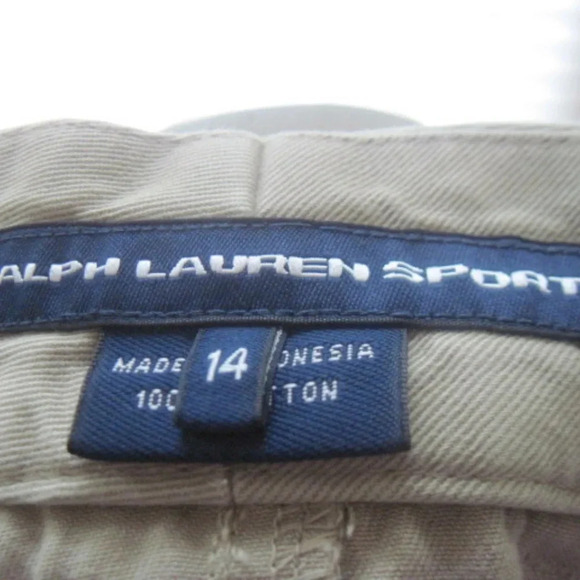 ALPH LAUREN SPORT
MADE ONESIA
14
100 TTON